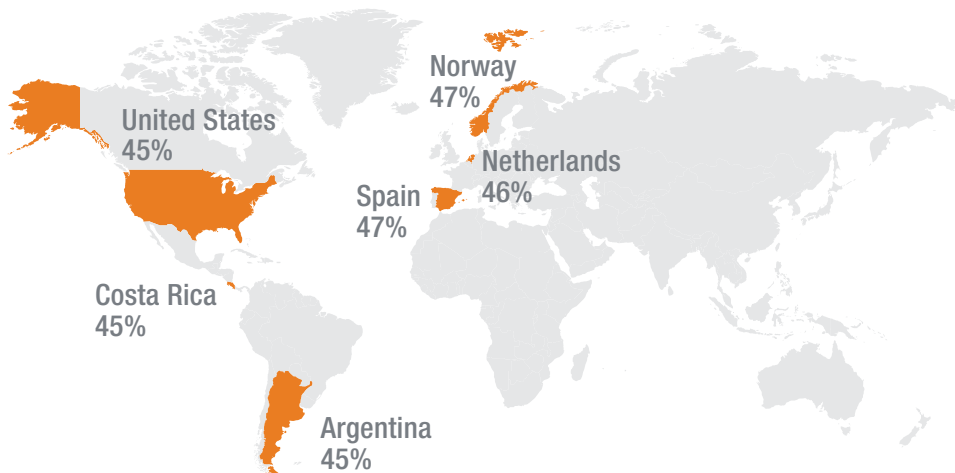 Norway
47%
United States
45%
Netherlands
46%
Spain
47%
Costa Rica
45%
Argentina
45%